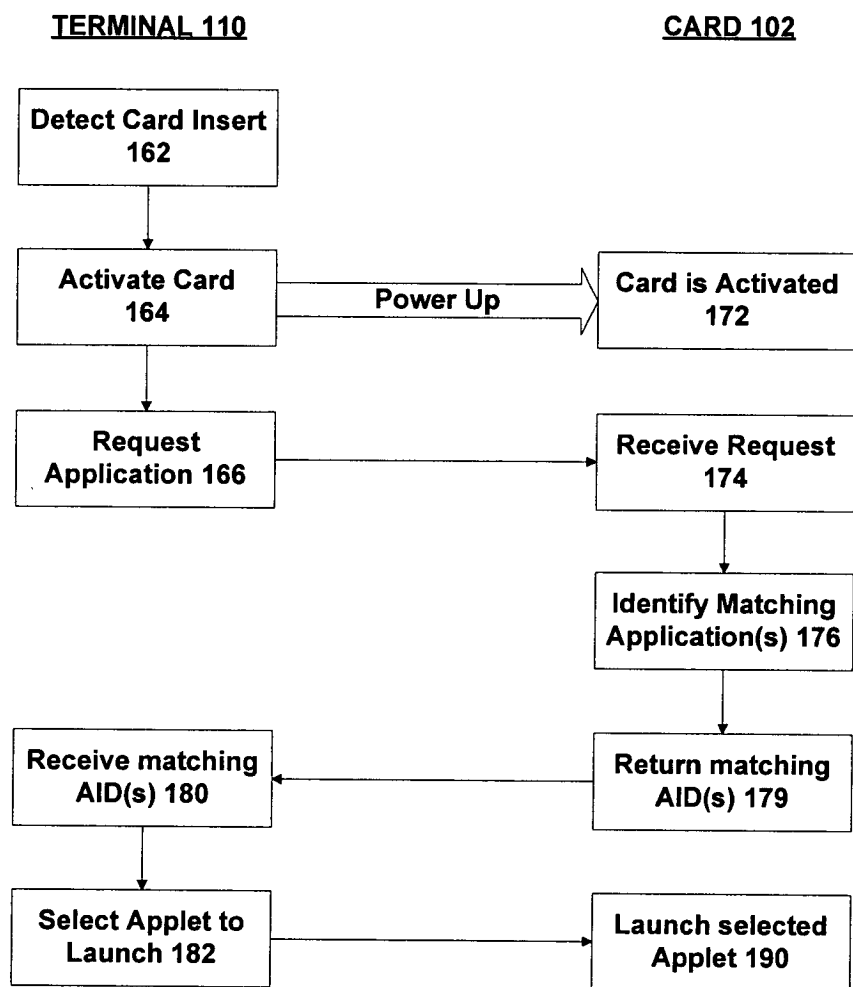 TERMINAL 110
CARD 102
Detect Card Insert
162
Activate Card
164
Power Up
Card is Activated
172
Request
Application 166
Receive Request
174
Identify Matching
Application(s) 176
Receive matching
AID(s) 180
Return matching
AID(s) 179
Select Applet to
Launch 182
Launch selected
Applet 190